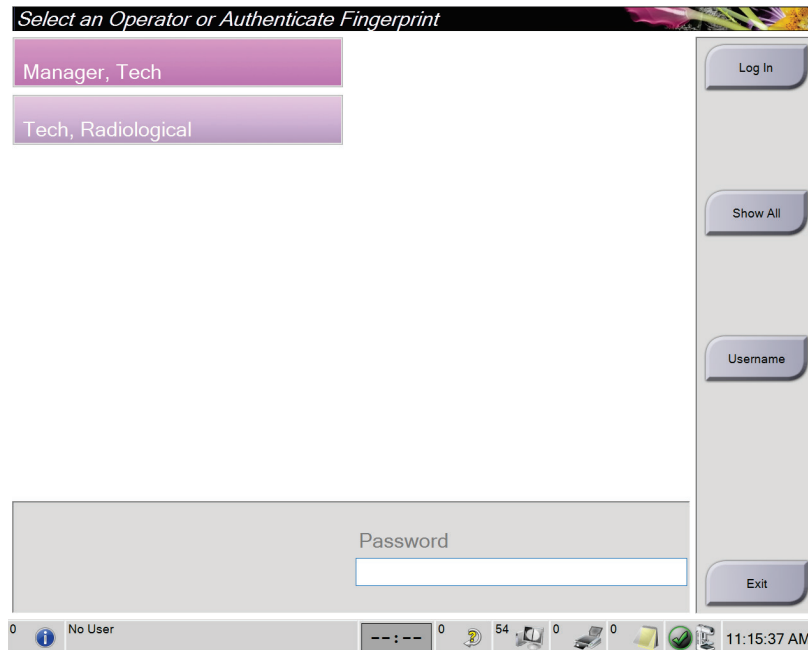 Select an Operator or Authenticate Fingerprint
Manager, Tech
Log In
Tech, Radiological
Show All
Username
Password
Exit
0 No User --:-- 0 54 0 0 11:15:37 AM